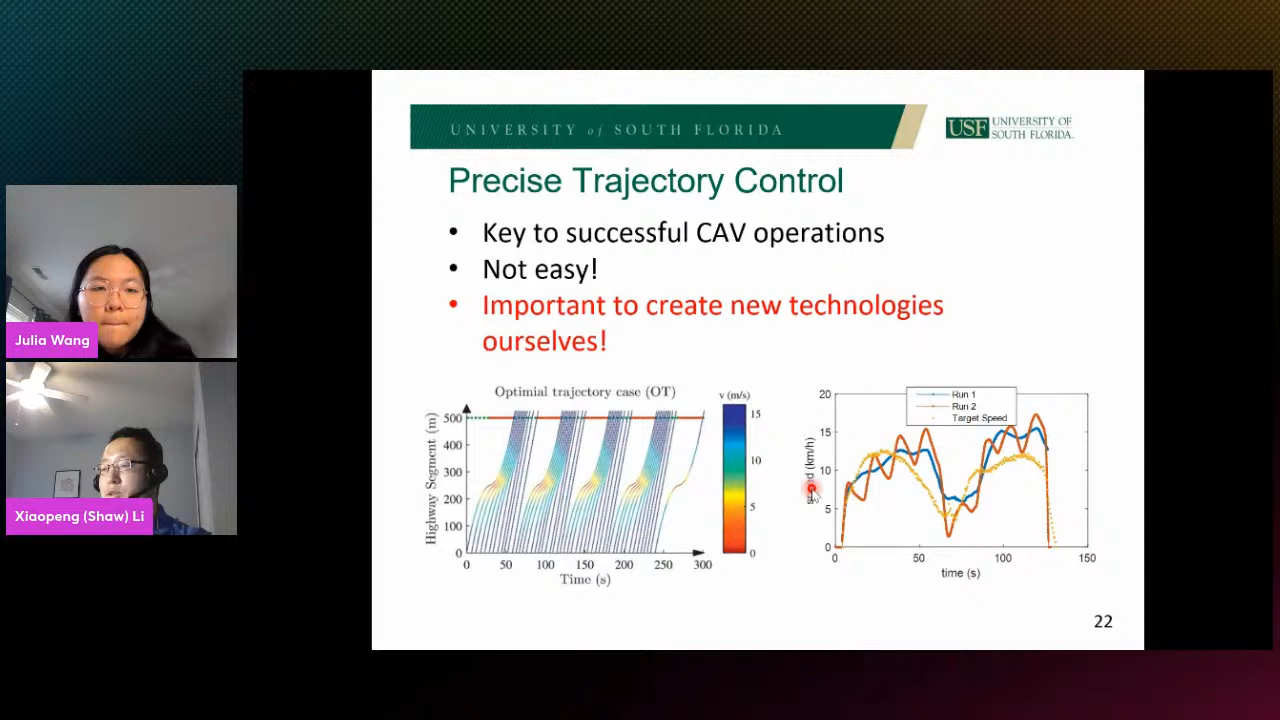 UNIVERSITY of SOUTH FLORIDA
USF UNIVERSITY OF
SOUTH FLORIDA.
Precise Trajectory Control
• Key to successful CAV operations
• Not easy!
• Important to create new technologies
ourselves!
Julia Wang
Xiaopeng (Shaw) Li
Optimial trajectory case (OT)
v (m/s)
Highway Segment (m)
500
400
300
200
100
0
0 50 100 150 200 250 300
Time (s)
15
10
5
0
Run 1
Run 2
Target Speed
(km/h)
20
15
10
5
0
0 50 100 150
time (s)
22